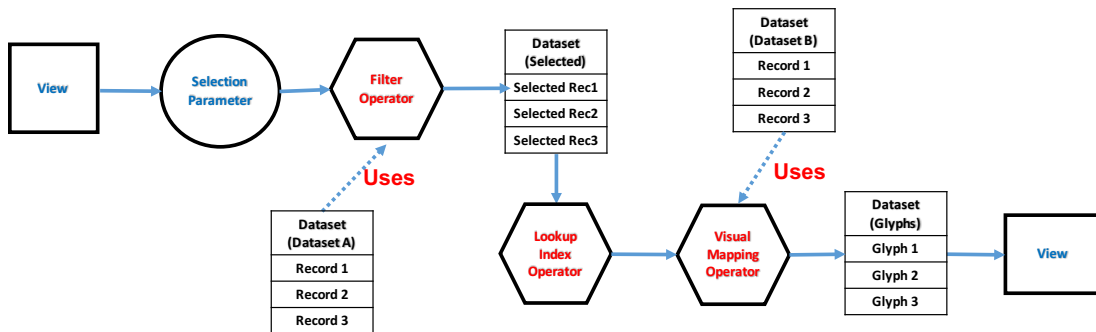 View
Selection
Parameter
Filter
Operator
Dataset
(Selected)
Selected Rec1
Selected Rec2
Selected Rec3
Dataset
(Dataset B)
Record 1
Record 2
Record 3
Uses
Uses
Dataset
(Dataset A)
Record 1
Record 2
Record 3
Lookup
Index
Operator
Visual
Mapping
Operator
Dataset
(Glyphs)
Glyph 1
Glyph 2
Glyph 3
View